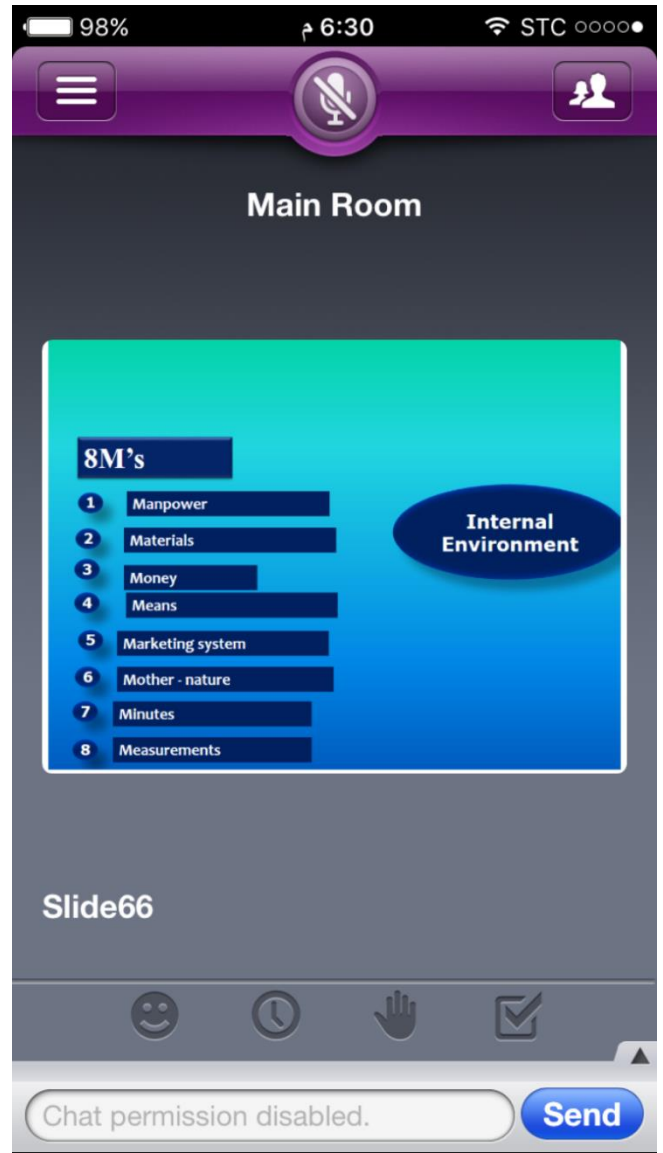 98% 6:30 م STC
Main Room
8M’s
1 Manpower
2 Materials
3 Money
4 Means
5 Marketing system
6 Mother - nature
7 Minutes
8 Measurements
Internal
Environment
Slide66
Chat permission disabled.
Send